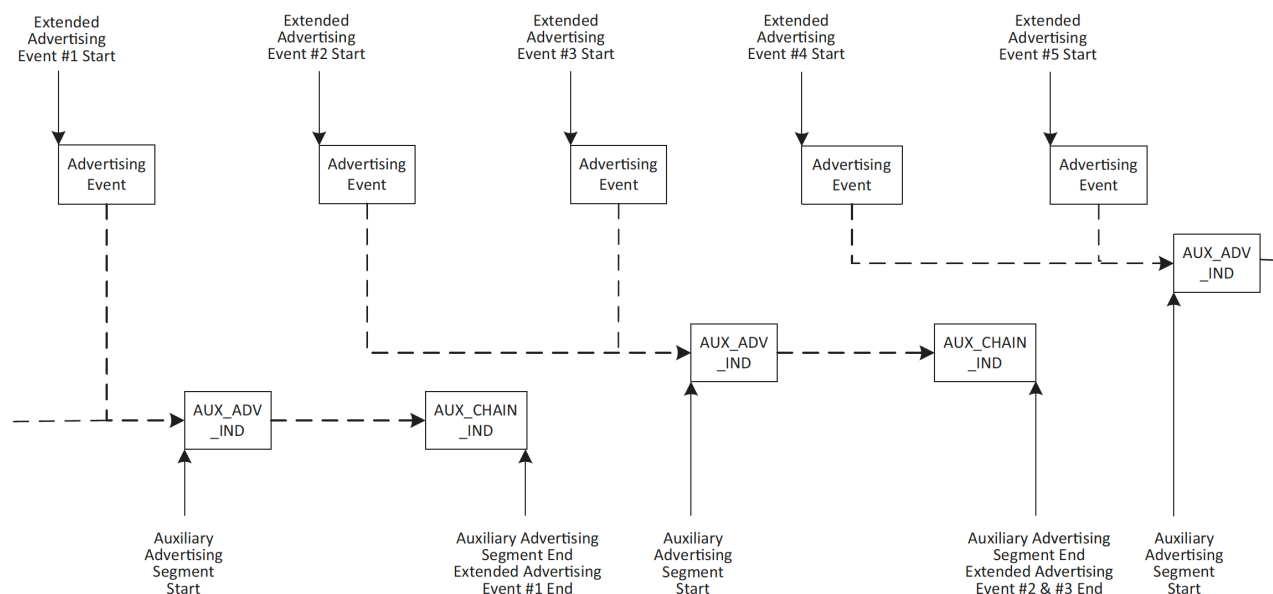 Extended
Advertising
Event #1 Start
Extended
Advertising
Event #2 Start
Extended
Advertising
Event #3 Start
Extended
Advertising
Event #4 Start
Extended
Advertising
Event #5 Start
Advertising
Event
Advertising
Event
Advertising
Event
Advertising
Event
Advertising
Event
AUX_ADV
_IND
AUX_ADV
_IND
AUX_CHAIN
_IND
AUX_ADV
_IND
AUX_CHAIN
_IND
Auxiliary
Advertising
Segment
Start
Auxiliary Advertising
Segment End
Extended Advertising
Event #1 End
Auxiliary
Advertising
Segment
Start
Auxiliary Advertising
Segment End
Extended Advertising
Event #2 & #3 End
Auxiliary
Advertising
Segment
Start